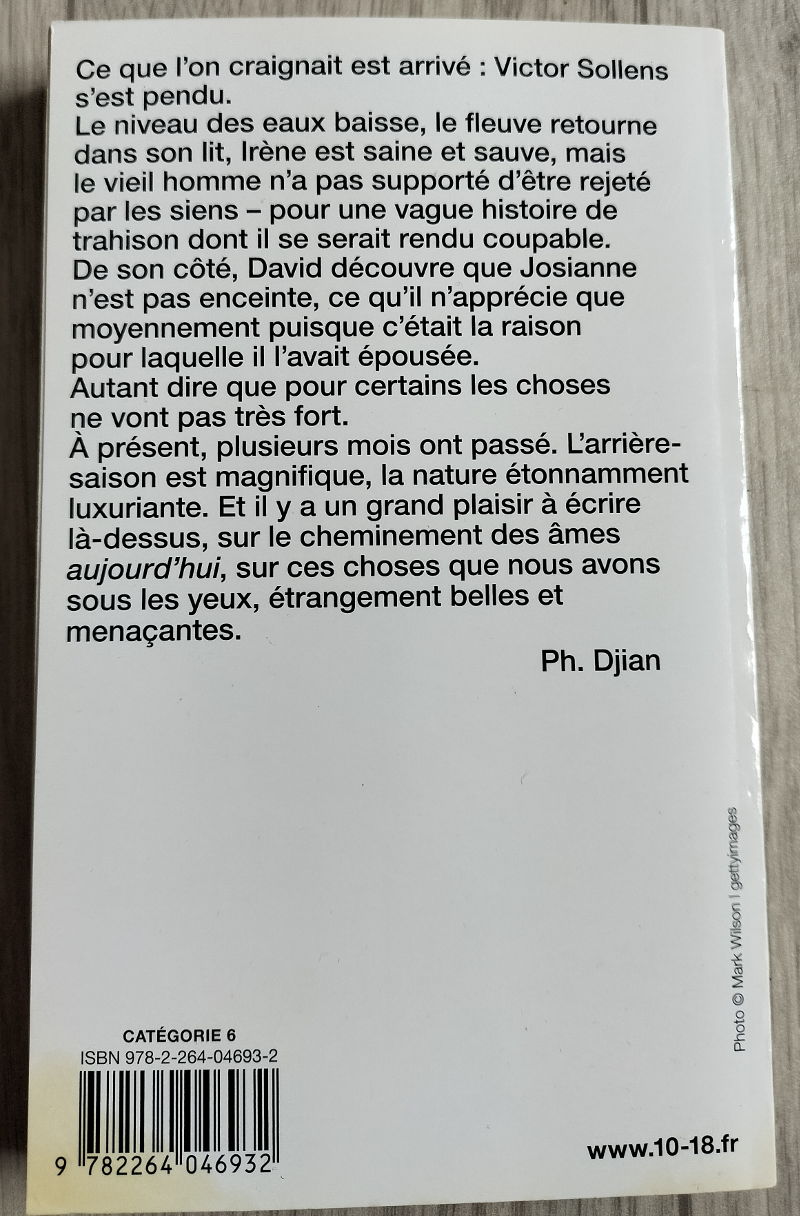 Ce que l'on craignait est arrivé : Victor Sollens
s'est pendu.
Le niveau des eaux baisse, le fleuve retourne
dans son lit, Irène est saine et sauve, mais
le vieil homme n'a pas supporté d'être rejeté
par les siens – pour une vague histoire de
trahison dont il se serait rendu coupable.
De son côté, David découvre que Josianne
n'est pas enceinte, ce qu'il n'apprécie que
moyennement puisque c'était la raison
pour laquelle il l'avait épousée.
Autant dire que pour certains les choses
ne vont pas très fort.
À présent, plusieurs mois ont passé. L'arrière-
saison est magnifique, la nature étonnamment
luxuriante. Et il y a un grand plaisir à écrire
là-dessus, sur le cheminement des âmes
aujourd'hui, sur ces choses que nous avons
sous les yeux, étrangement belles et
menaçantes.
Ph. Djian
Photo © Mark Wilson | gettyimages
CATÉGORIE 6
ISBN 978-2-264-04693-2
9 782264 046932
www.10-18.fr